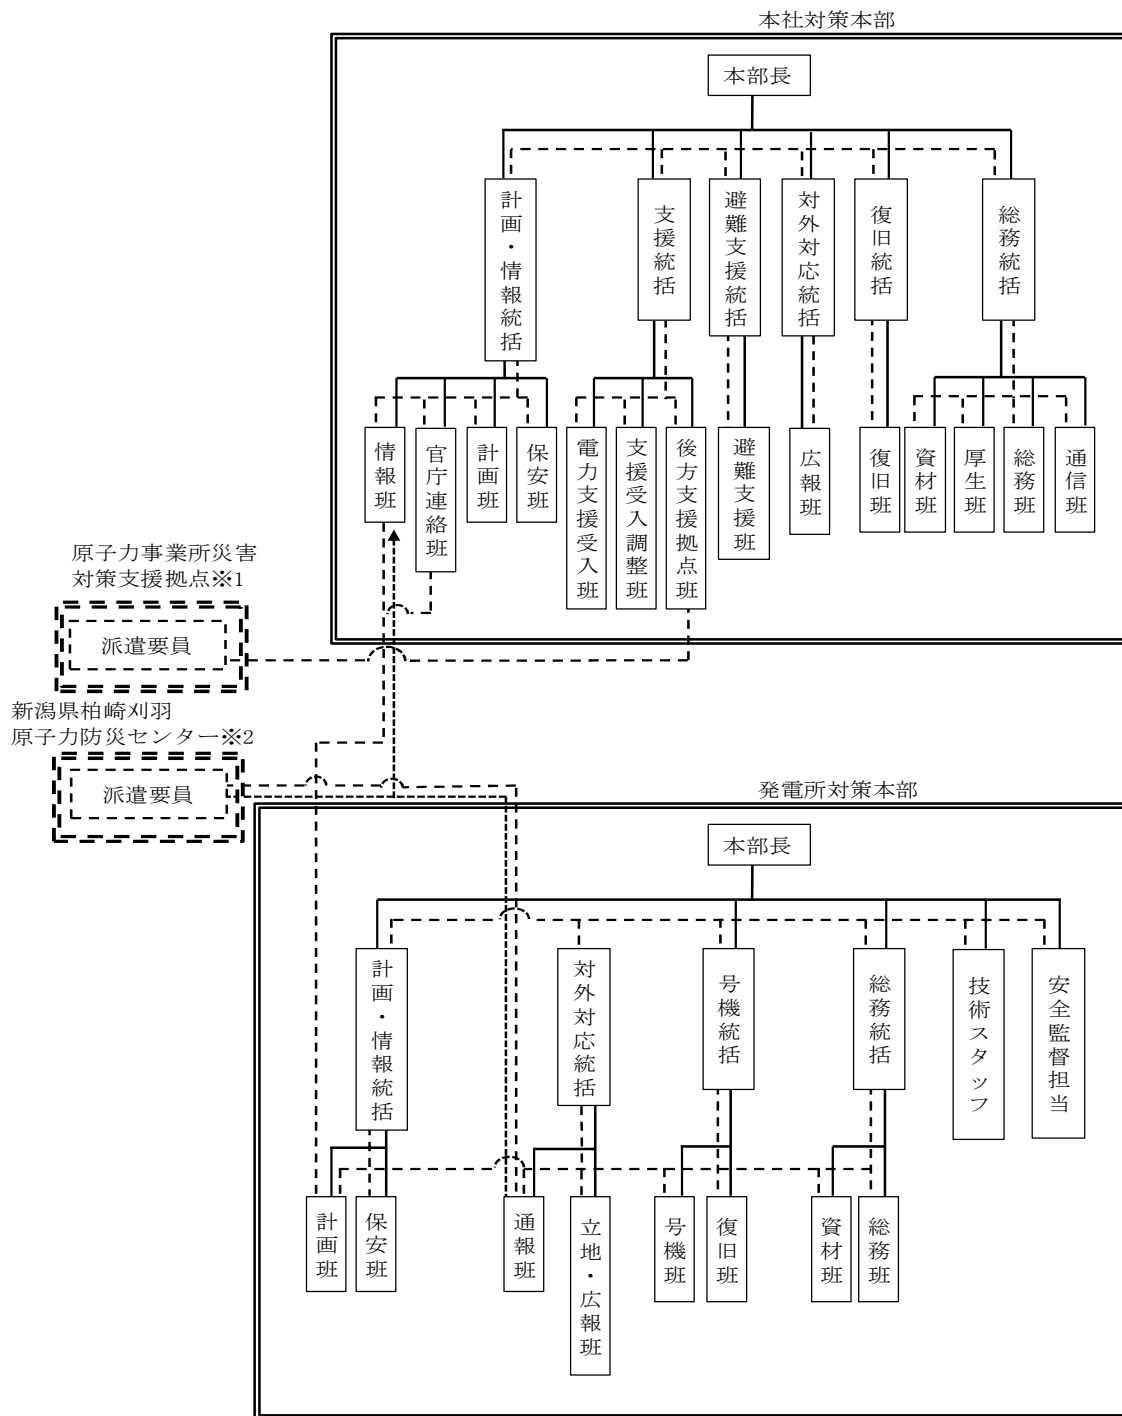 本社対策本部
本部長
計画・情報統括
支援統括
避難支援統括
対外対応統括
復旧統括
総務統括
情報班
官庁連絡班
計画班
保安班
電力支援受入班
支援受入調整班
後方支援拠点班
避難支援班
広報班
復旧班
資材班
厚生班
総務班
通信班
原子力事業所災害
対策支援拠点※1
派遣要員
新潟県柏崎刈羽
原子力防災センター※2
派遣要員
発電所対策本部
本部長
計画・情報統括
対外対応統括
号機統括
総務統括
技術スタッフ
安全監督担当
計画班
保安班
通報班
立地・広報班
号機班
復旧班
資材班
総務班